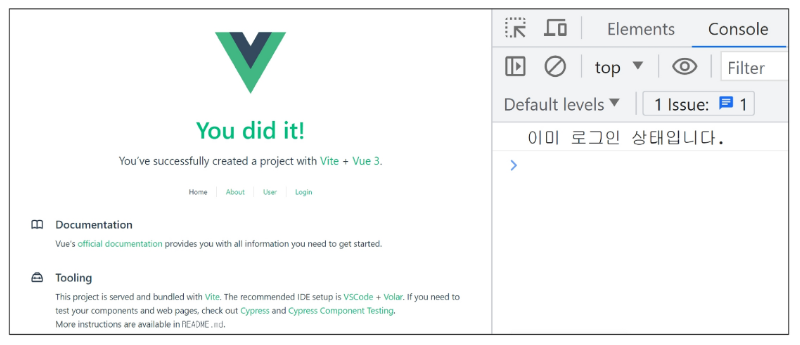 You did it!
You've successfully created a project with Vite + Vue 3.
Home About User Login
Documentation
Vue's official documentation provides you with all information you need to get started.
Tooling
This project is served and bundled with Vite. The recommended IDE setup is VSCode + Volar. If you need to
test your components and web pages, check out Cypress and Cypress Component Testing.
More instructions are available in README.md.
Elements Console
top Filter
Default levels 1 Issue: 1
이미 로그인 상태입니다.